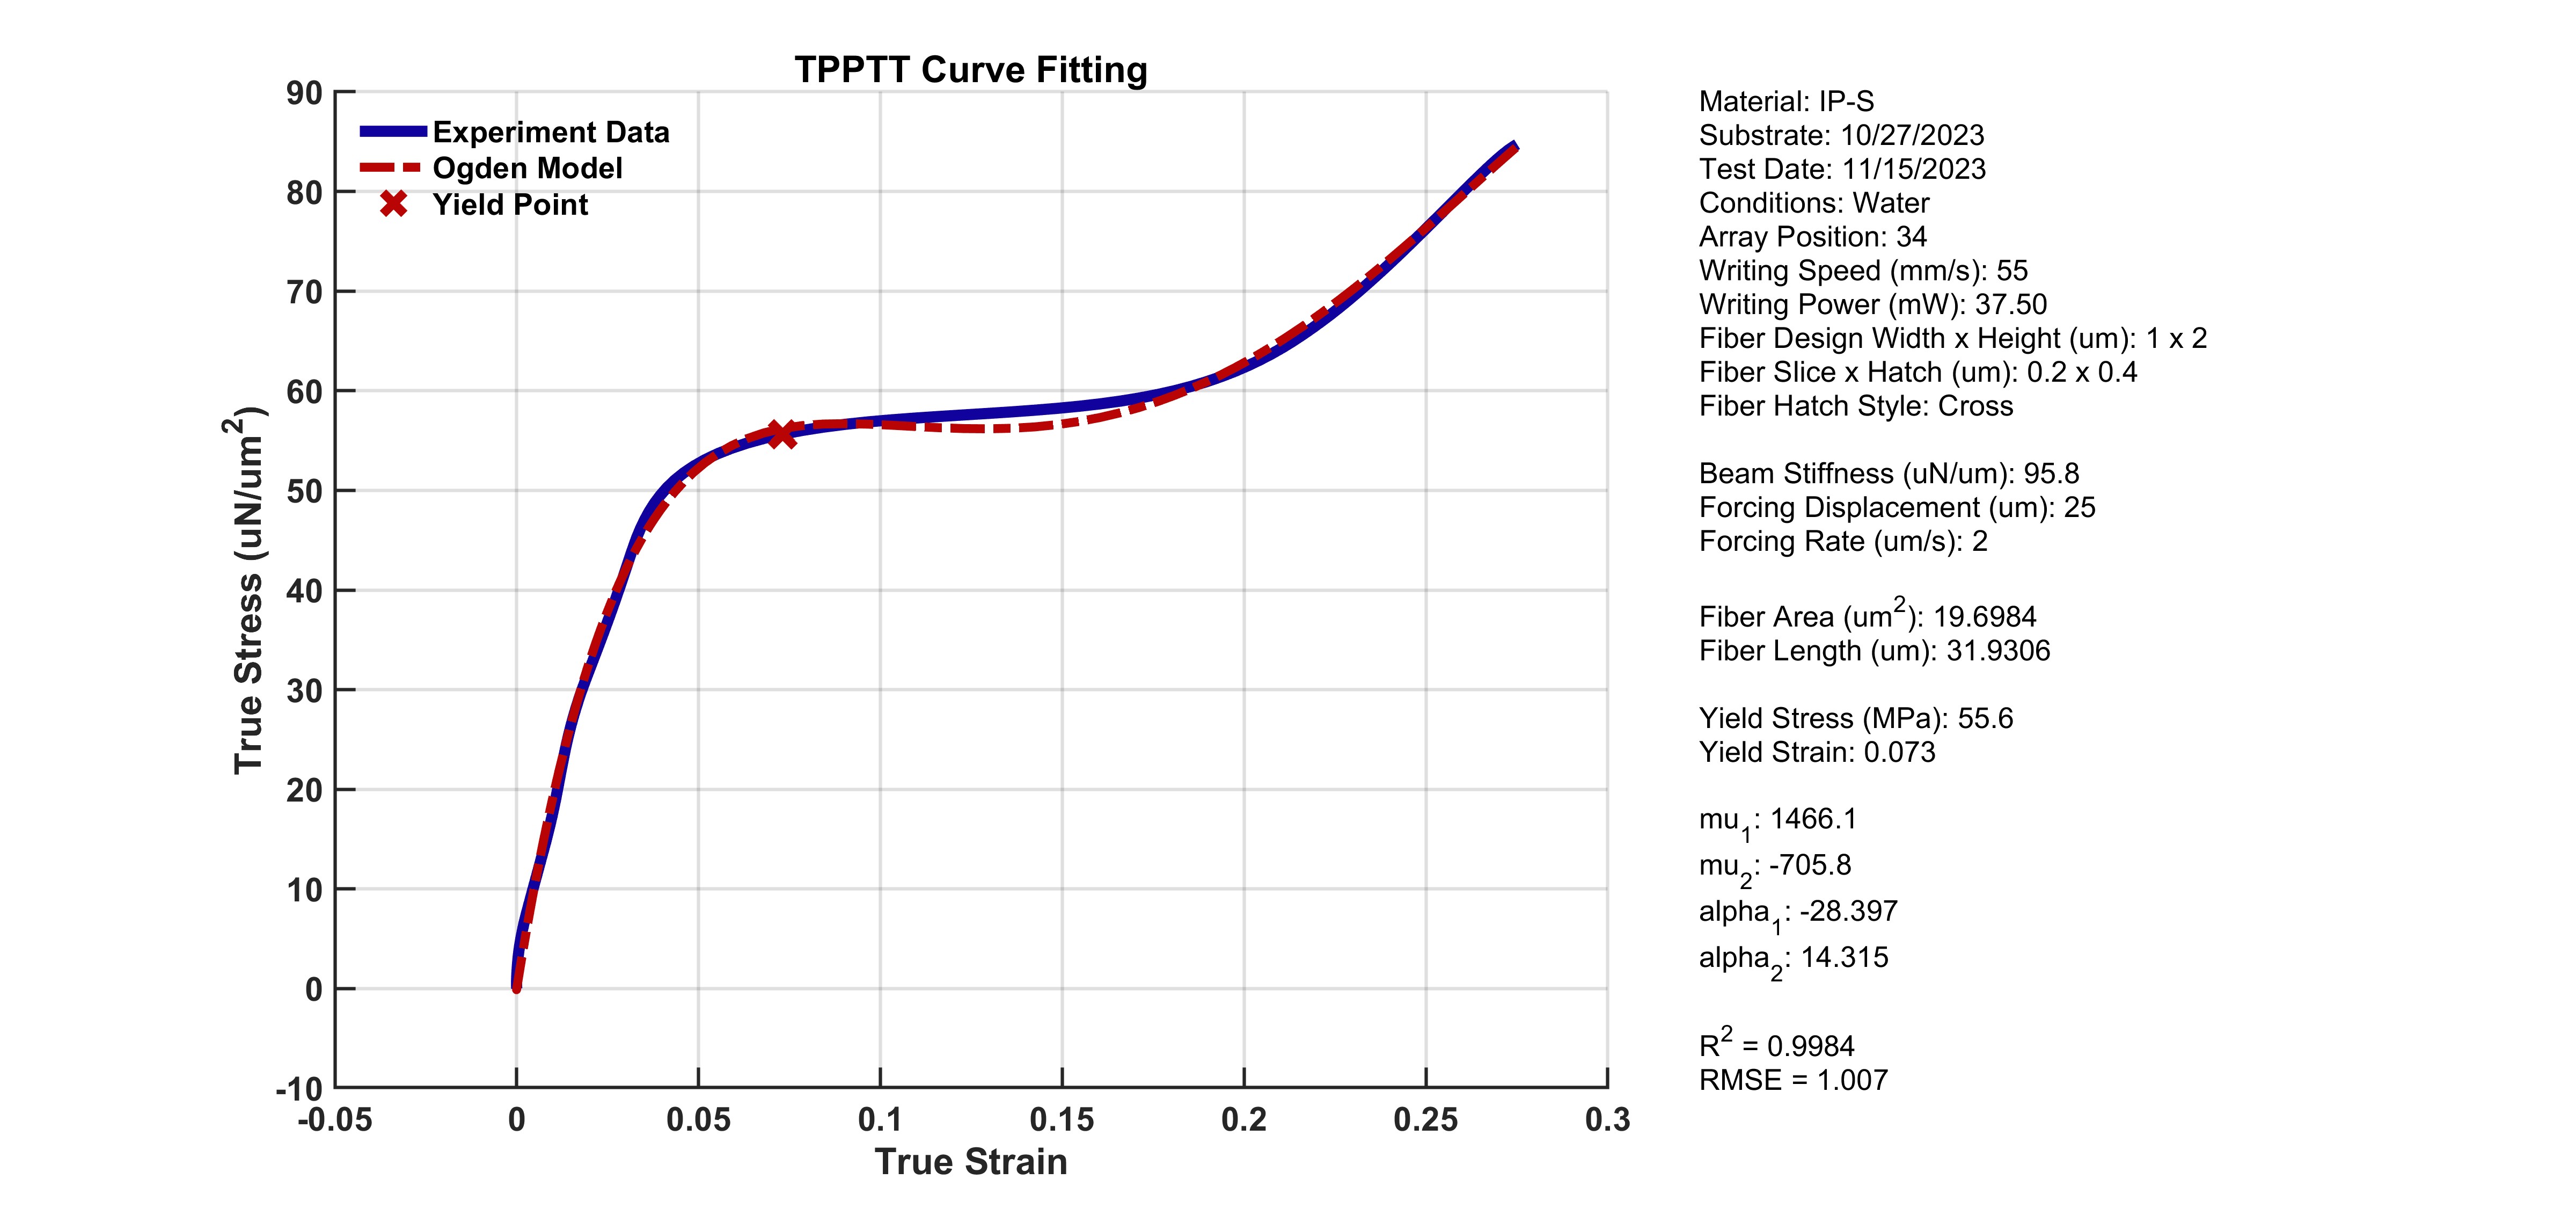 TPPTT Curve Fitting
90
80
70
60
50
40
30
20
10
0
-10
-0.05
0
0.05
0.1
0.15
0.2
0.25
0.3
True Stress (uN/um²)
True Strain
Experiment Data
Ogden Model
Yield Point
Material: IP-S
Substrate: 10/27/2023
Test Date: 11/15/2023
Conditions: Water
Array Position: 34
Writing Speed (mm/s): 55
Writing Power (mW): 37.50
Fiber Design Width x Height (um): 1 x 2
Fiber Slice x Hatch (um): 0.2 x 0.4
Fiber Hatch Style: Cross
Beam Stiffness (uN/um): 95.8
Forcing Displacement (um): 25
Forcing Rate (um/s): 2
Fiber Area (um²): 19.6984
Fiber Length (um): 31.9306
Yield Stress (MPa): 55.6
Yield Strain: 0.073
mu₁: 1466.1
mu₂: -705.8
alpha₁: -28.397
alpha₂: 14.315
R² = 0.9984
RMSE = 1.007